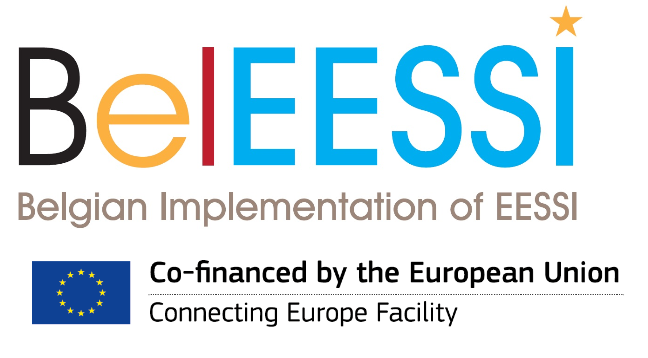 BelEESSI
Belgian Implementation of EESSI
Co-financed by the European Union
Connecting Europe Facility